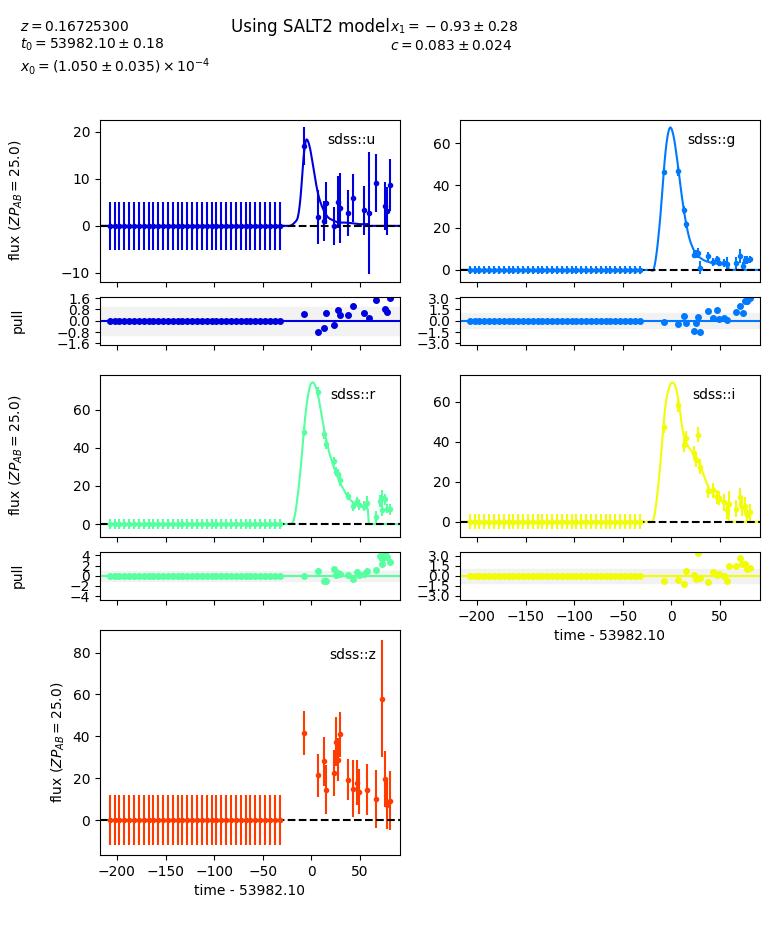 z = 0.16725300
Using SALT2 model
x₁ = −0.93 ± 0.28
t₀ = 53982.10 ± 0.18
c = 0.083 ± 0.024
x₀ = (1.050 ± 0.035) × 10⁻⁴
flux (ZP_AB = 25.0)
20
10
0
−10
sdss::u
60
40
20
0
sdss::g
pull
1.6
0.8
0.0
−0.8
−1.6
3.0
1.5
0.0
−1.5
−3.0
flux (ZP_AB = 25.0)
60
40
20
0
sdss::r
60
40
20
0
sdss::i
pull
4
2
0
−2
−4
3.0
1.5
0.0
−1.5
−3.0
−200 −150 −100 −50 0 50
time - 53982.10
flux (ZP_AB = 25.0)
80
60
40
20
0
sdss::z
−200 −150 −100 −50 0 50
time - 53982.10